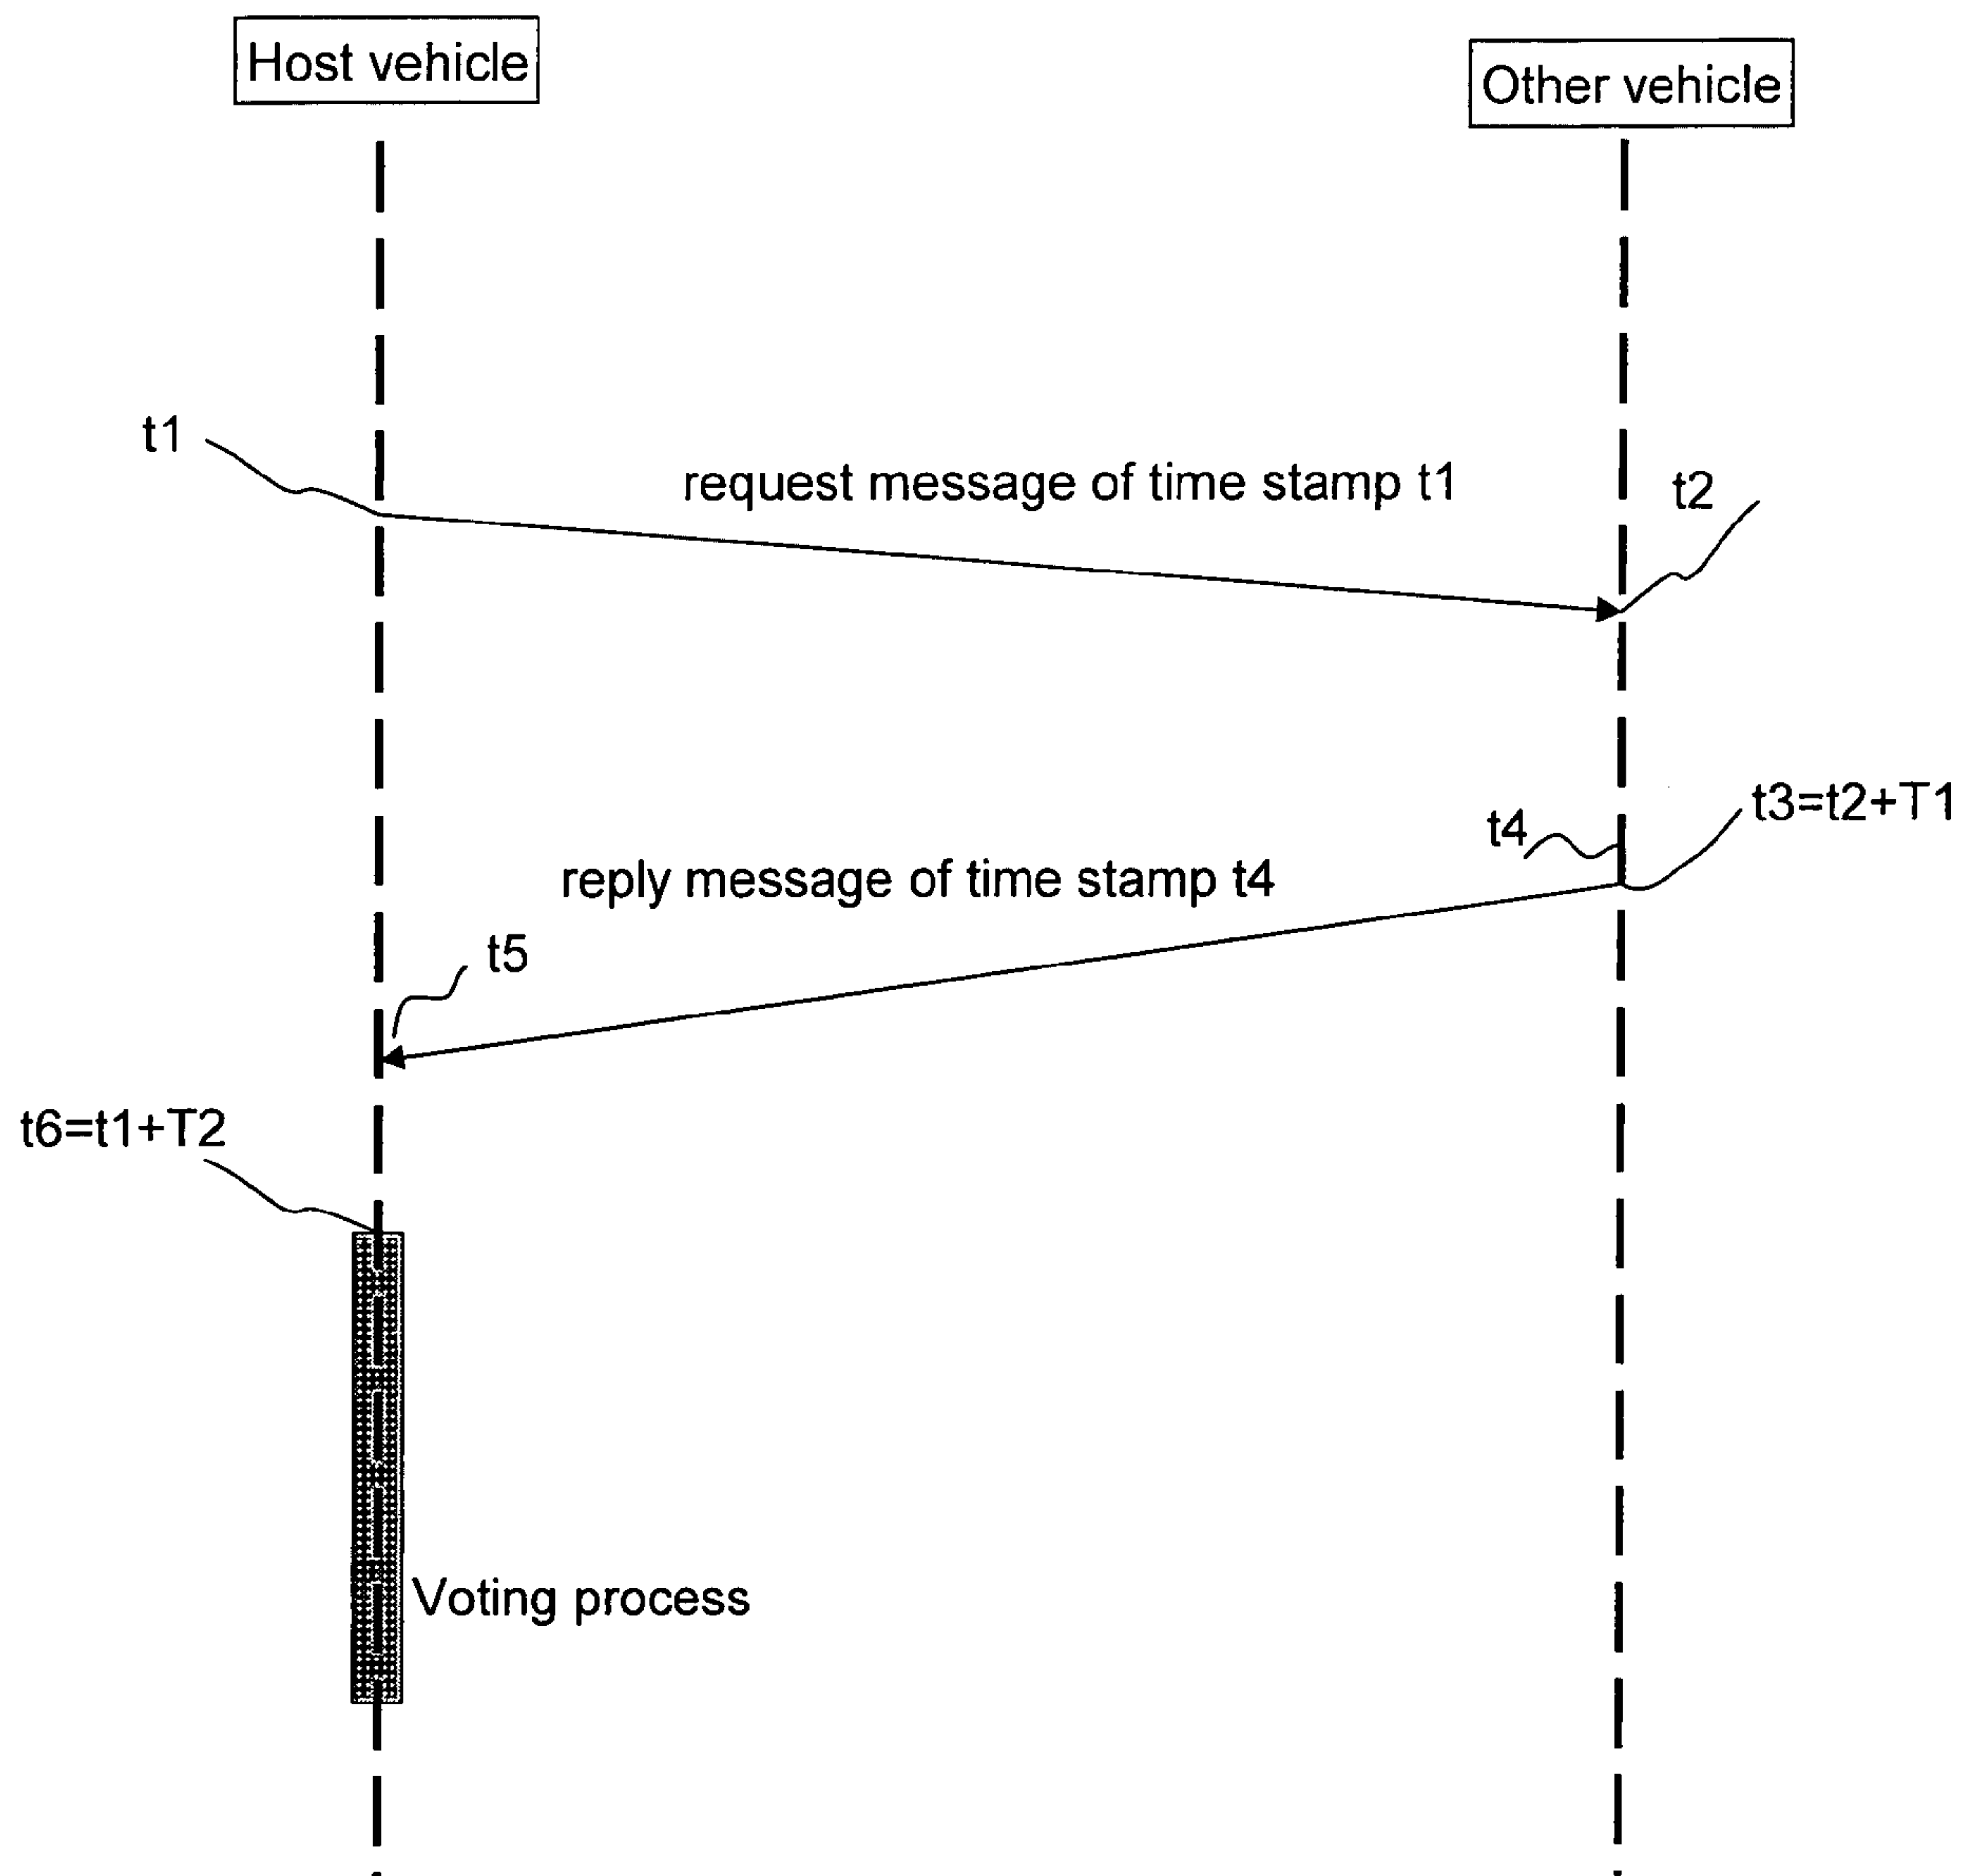 Host vehicle
Other vehicle
t1
request message of time stamp t1
t2
t3=t2+T1
t4
reply message of time stamp t4
t5
t6=t1+T2
Voting process